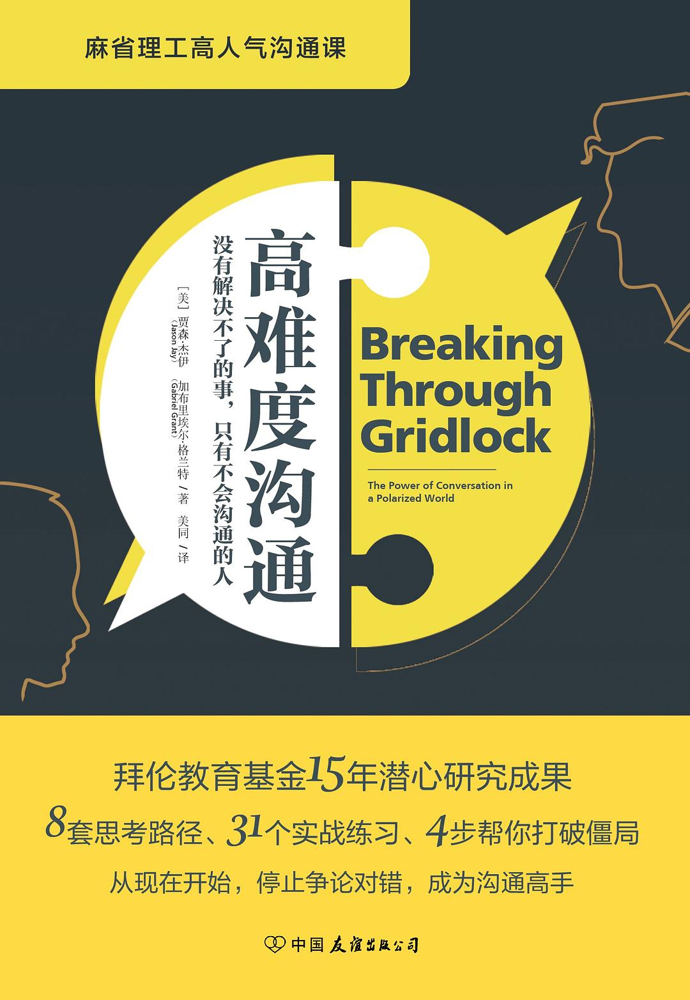 麻省理工高人气沟通课
高难度沟通
没有解决不了的事，只有不会沟通的人
［美］贾森·杰伊 加布里埃尔·格兰特 / 著 美同 / 译
（Jason Jay）（Gabriel Grant）
Breaking
Through
Gridlock
The Power of Conversation in
a Polarized World
拜伦教育基金15年潜心研究成果
8套思考路径、31个实战练习、4步帮你打破僵局
从现在开始，停止争论对错，成为沟通高手
中国友谊出版公司